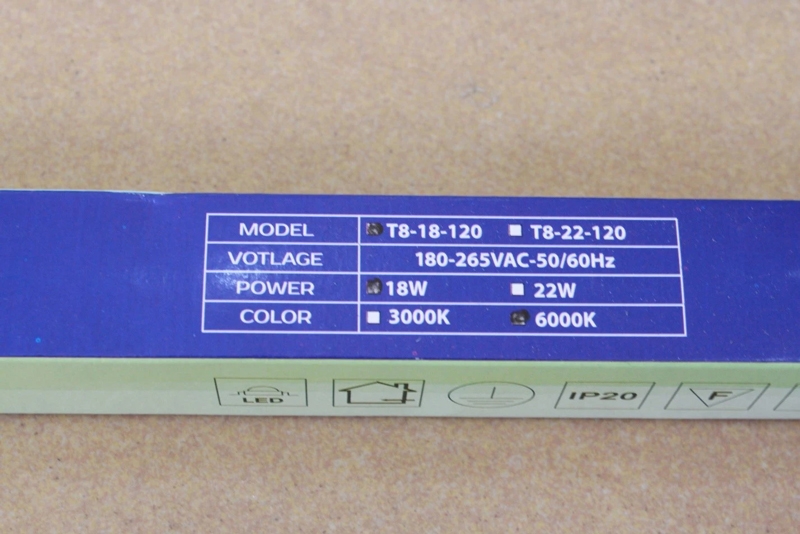 MODEL T8-18-120 T8-22-120
VOTLAGE 180-265VAC-50/60Hz
POWER 18W 22W
COLOR 3000K 6000K
LED IP20 F